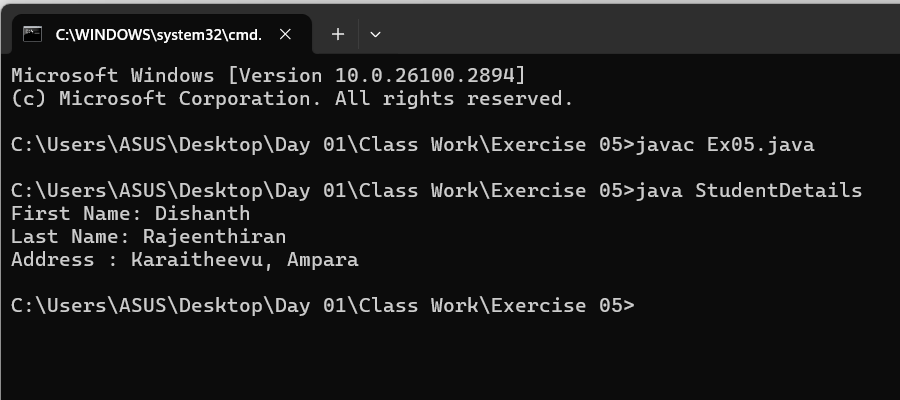 C:\WINDOWS\system32\cmd.
Microsoft Windows [Version 10.0.26100.2894]
(c) Microsoft Corporation. All rights reserved.
C:\Users\ASUS\Desktop\Day 01\Class Work\Exercise 05>javac Ex05.java
C:\Users\ASUS\Desktop\Day 01\Class Work\Exercise 05>java StudentDetails
First Name: Dishanth
Last Name: Rajeenthiran
Address : Karaitheevu, Ampara
C:\Users\ASUS\Desktop\Day 01\Class Work\Exercise 05>